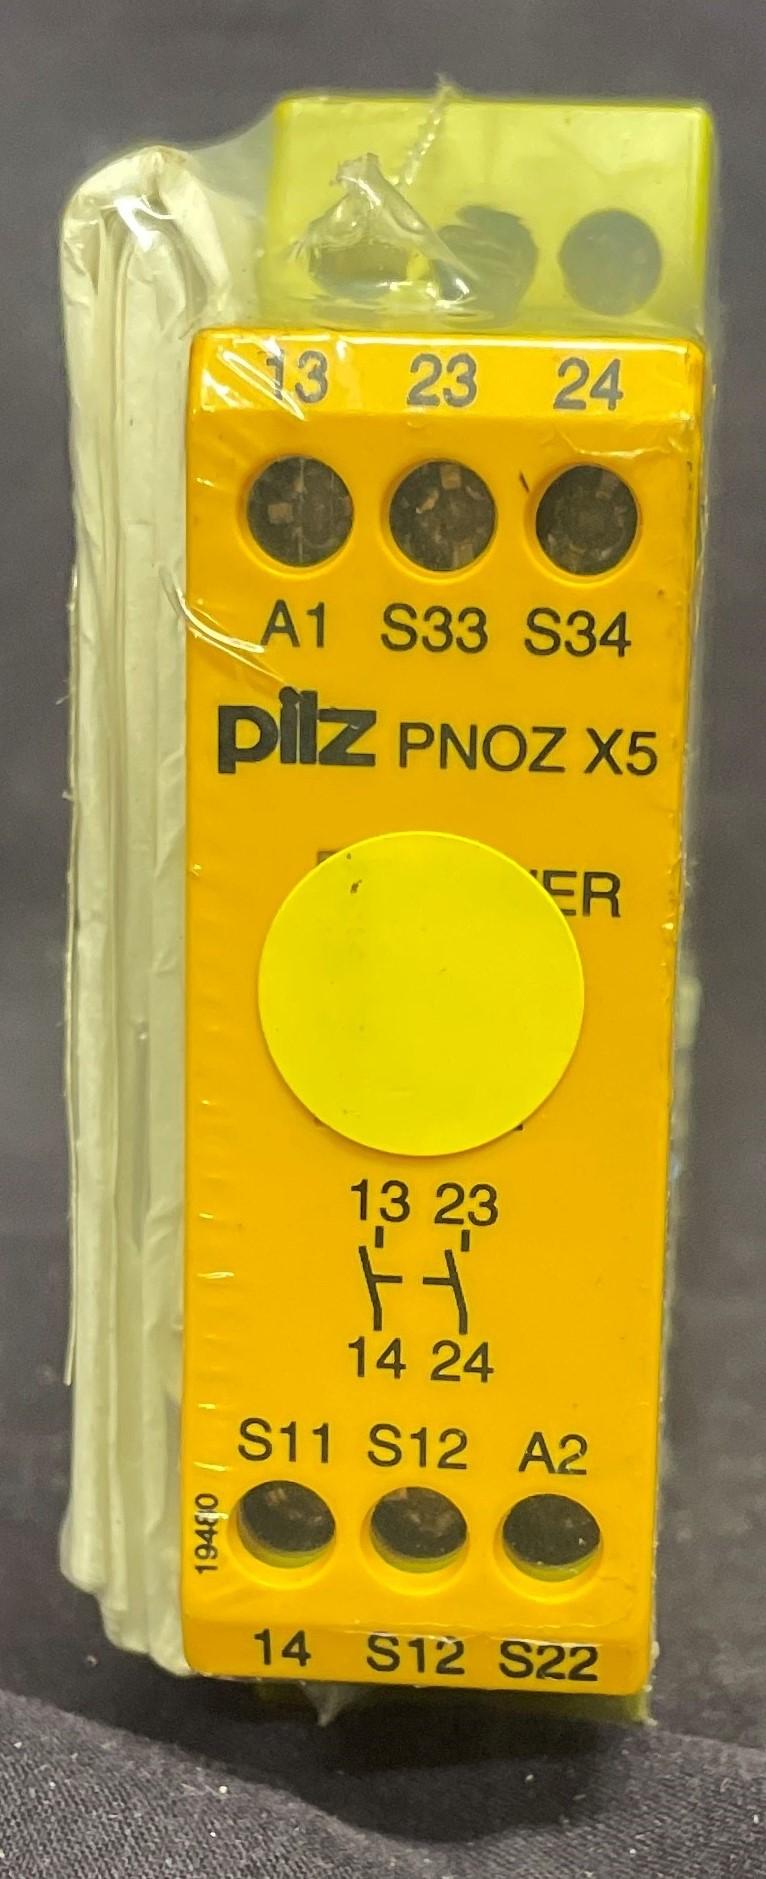 13 23 24
A1 S33 S34
pilz PNOZ X5
ER
13 23
14 24
S11 S12 A2
19480
14 S12 S22